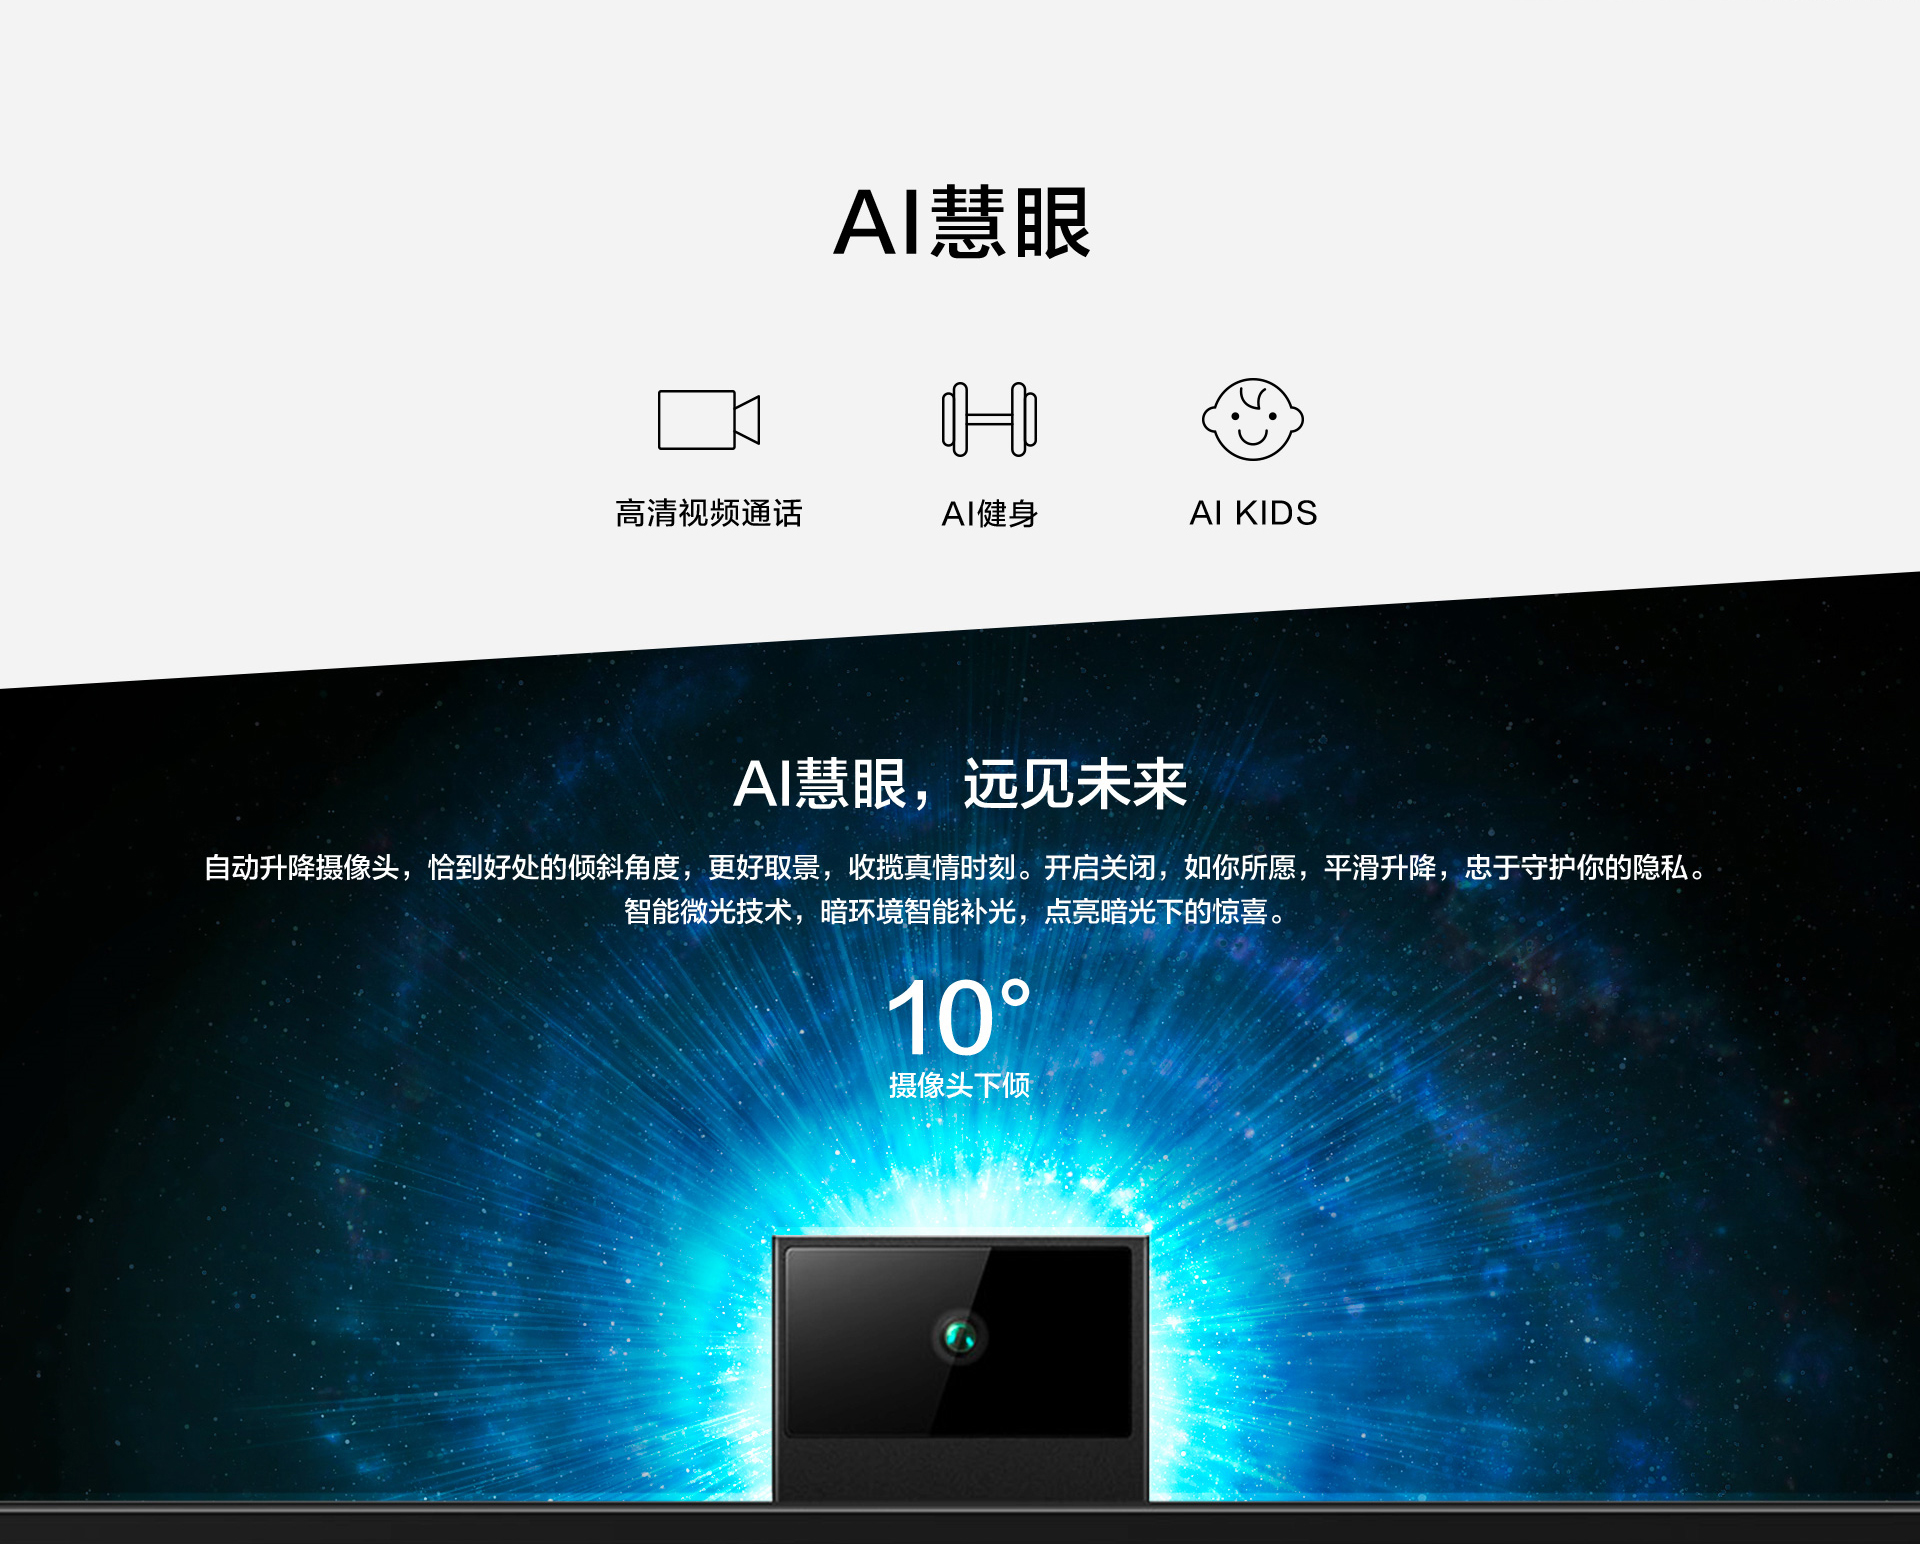 AI慧眼
高清视频通话
AI健身
AI KIDS
AI慧眼，远见未来
自动升降摄像头，恰到好处的倾斜角度，更好取景，收揽真情时刻。开启关闭，如你所愿，平滑升降，忠于守护你的隐私。
智能微光技术，暗环境智能补光，点亮暗光下的惊喜。
10°
摄像头下倾